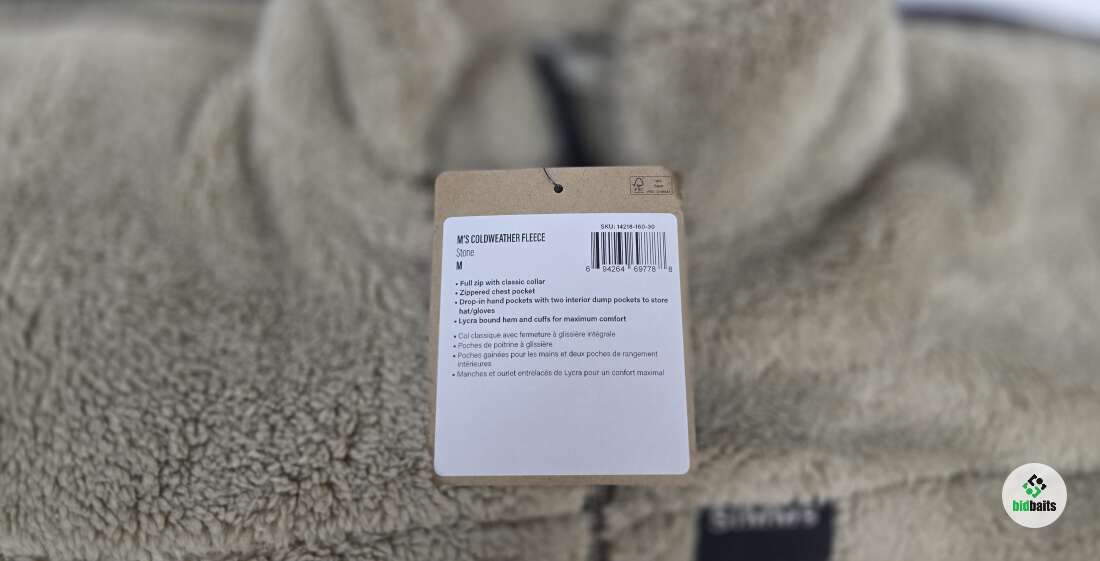 M'S COLDWEATHER FLEECE
Stone
M
SKU: 14218-160-30
6 94264 69778 8
• Full zip with classic collar
• Zippered chest pocket
• Drop-in hand pockets with two interior dump pockets to store
hat/gloves
• Lycra bound hem and cuffs for maximum comfort
• Col classique avec fermeture à glissière intégrale
• Poches de poitrine à glissière
• Poches gainées pour les mains et deux poches de rangement
intérieures
• Manches et ourlet entrelacés de Lycra pour un confort maximal
Simms
bidbaits